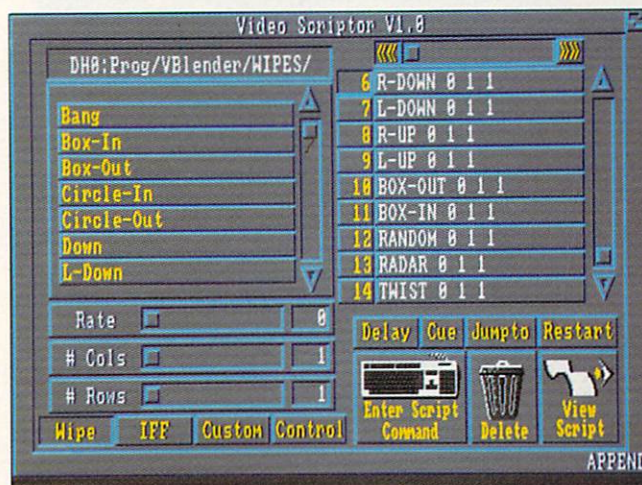 Video Scriptor V1.0
DH0:Prog/VBlender/WIPES/
Bang
Box-In
Box-Out
Circle-In
Circle-Out
Down
L-Down
Rate 0
# Cols 1
# Rows 1
Wipe IFF Custom Control
6 R-DOWN 0 1 1
7 L-DOWN 0 1 1
8 R-UP 0 1 1
9 L-UP 0 1 1
10 BOX-OUT 0 1 1
11 BOX-IN 0 1 1
12 RANDOM 0 1 1
13 RADAR 0 1 1
14 TWIST 0 1 1
Delay Cue Jumpto Restart
Enter Script
Command
Delete
View
Script
APPEND